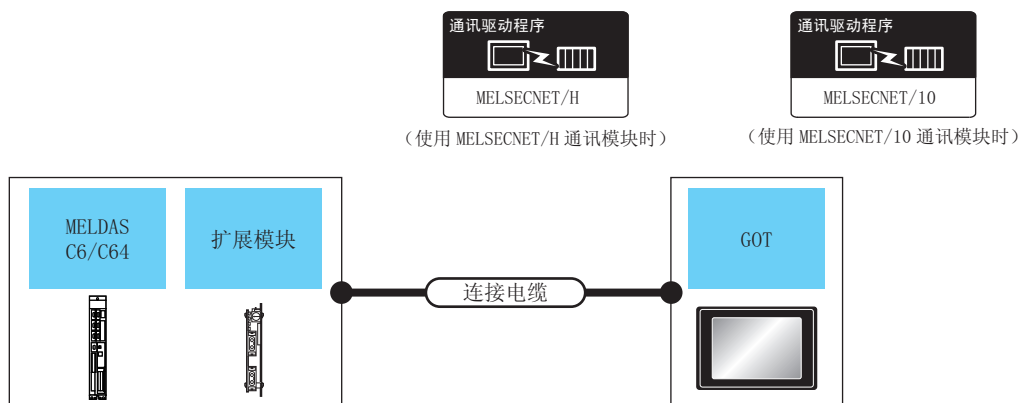 通讯驱动程序
MELSECNET/H
(使用 MELSECNET/H 通讯模块时)
通讯驱动程序
MELSECNET/10
(使用 MELSECNET/10 通讯模块时)
MELDAS
C6/C64
扩展模块
连接电缆
GOT